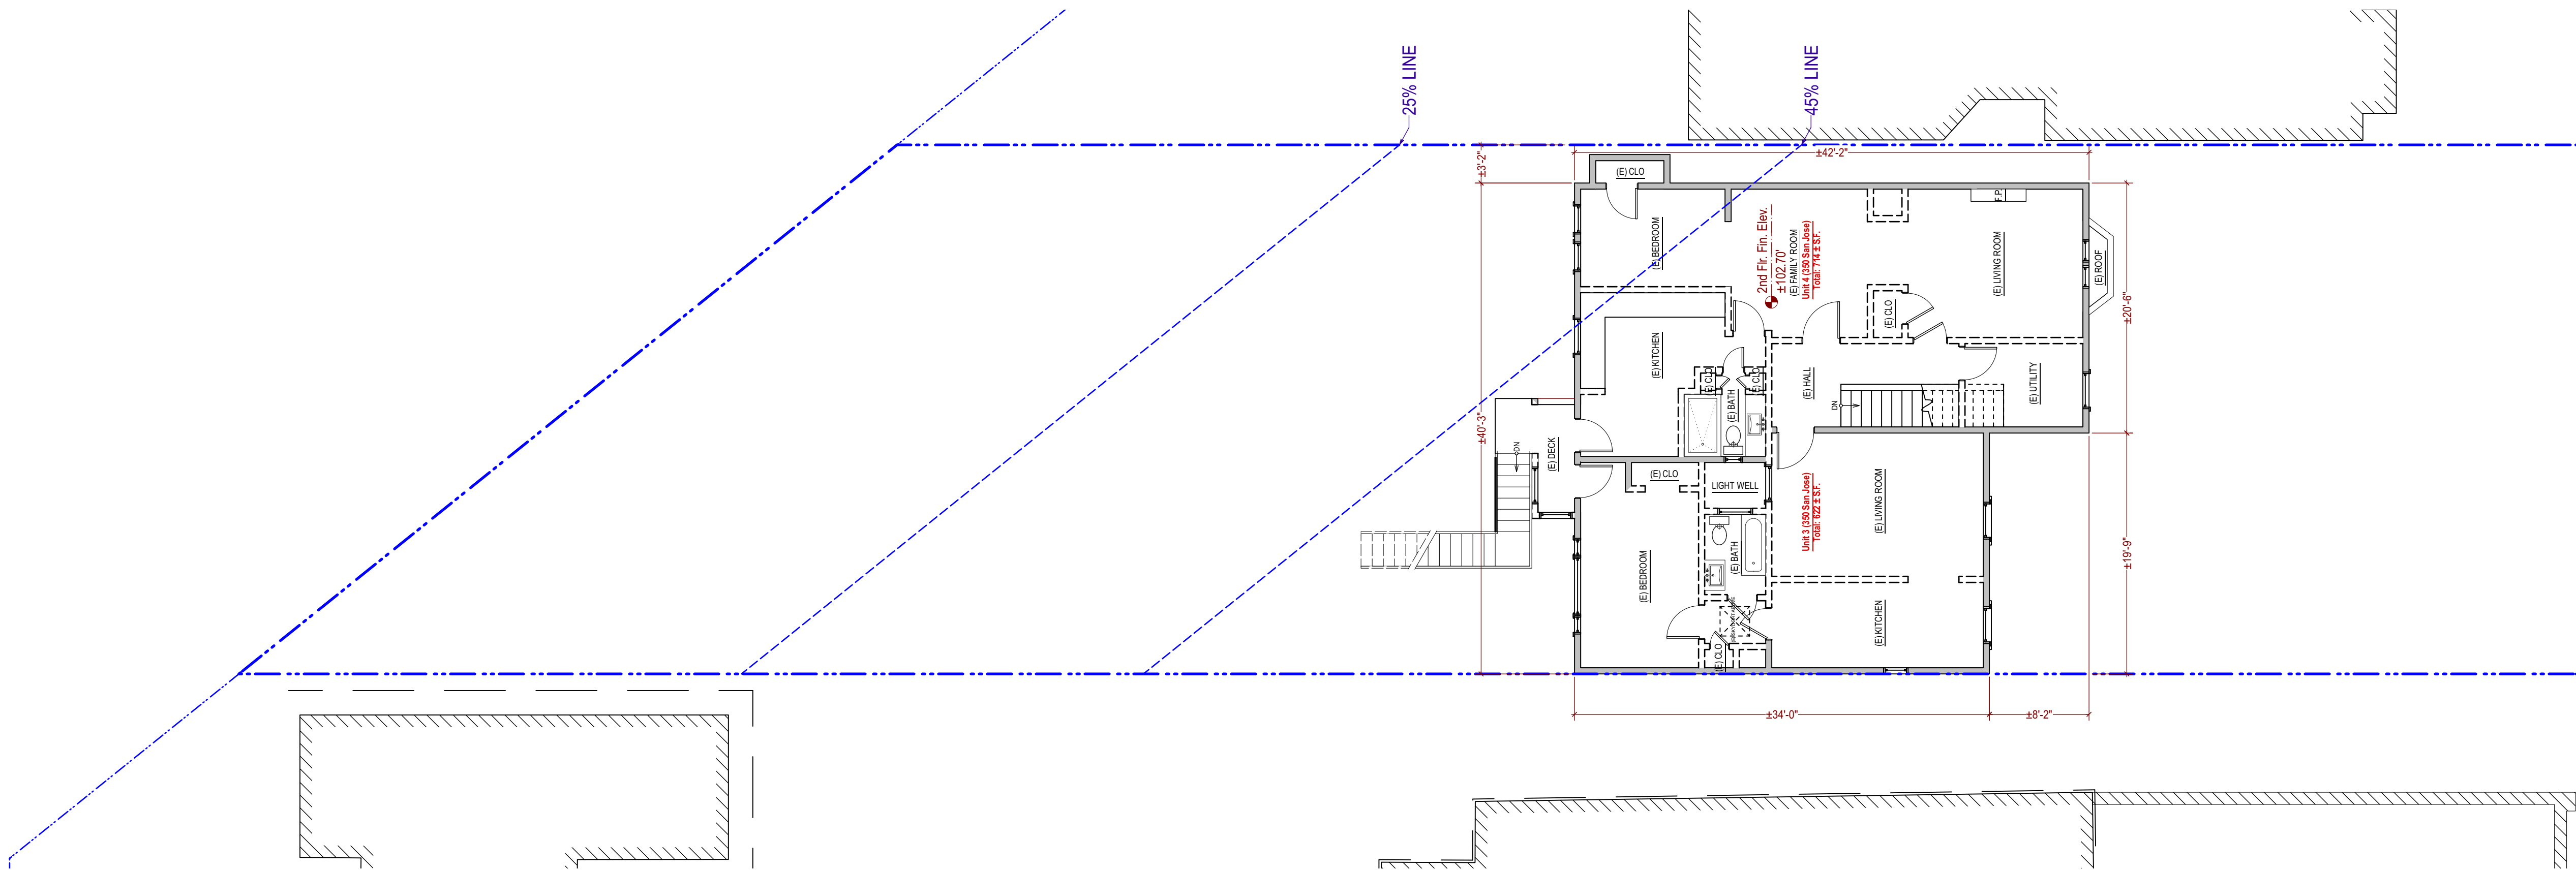 25% LINE
45% LINE
±3'-2"
±42'-2"
(E) CLO
(E) BEDROOM
2nd Flr. Fin. Elev.
±102.70'
(E) FAMILY ROOM
Unit 4 (350 San Jose)
Total: 714 ± S.F.
F.P.
(E) LIVING ROOM
(E) ROOF
(E) CLO
±20'-6"
(E) KITCHEN
(E) CLO
(E) CLO
(E) BATH
(E) HALL
DN
(E) UTILITY
±40'-3"
DN
(E) DECK
(E) CLO
LIGHT WELL
Unit 3 (350 San Jose)
Total: 622 ± S.F.
(E) LIVING ROOM
(E) BEDROOM
(E) BATH
±19'-9"
(E) KITCHEN
(E) CLO
±34'-0"
±8'-2"